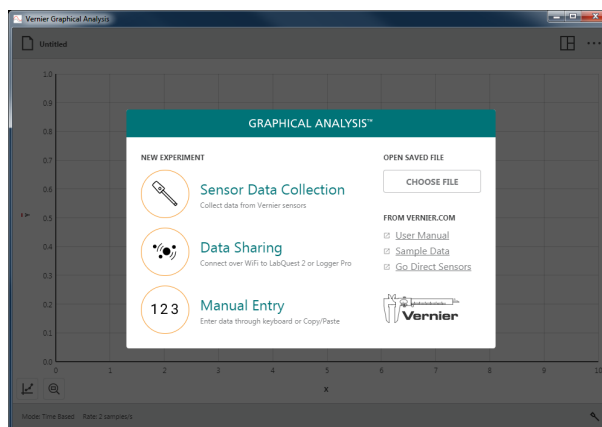 Vernier Graphical Analysis
Untitled
GRAPHICAL ANALYSIS™
NEW EXPERIMENT
Sensor Data Collection
Collect data from Vernier sensors
Data Sharing
Connect over WiFi to LabQuest 2 or Logger Pro
123
Manual Entry
Enter data through keyboard or Copy/Paste
OPEN SAVED FILE
CHOOSE FILE
FROM VERNIER.COM
User Manual
Sample Data
Go Direct Sensors
Vernier
1.0
0.9
0.8
0.7
0.6
0.5
0.4
0.3
0.2
0.1
0.0
0 1 2 3 4 5 6 7 8 9 10
x
Mode: Time Based Rate: 2 samples/s